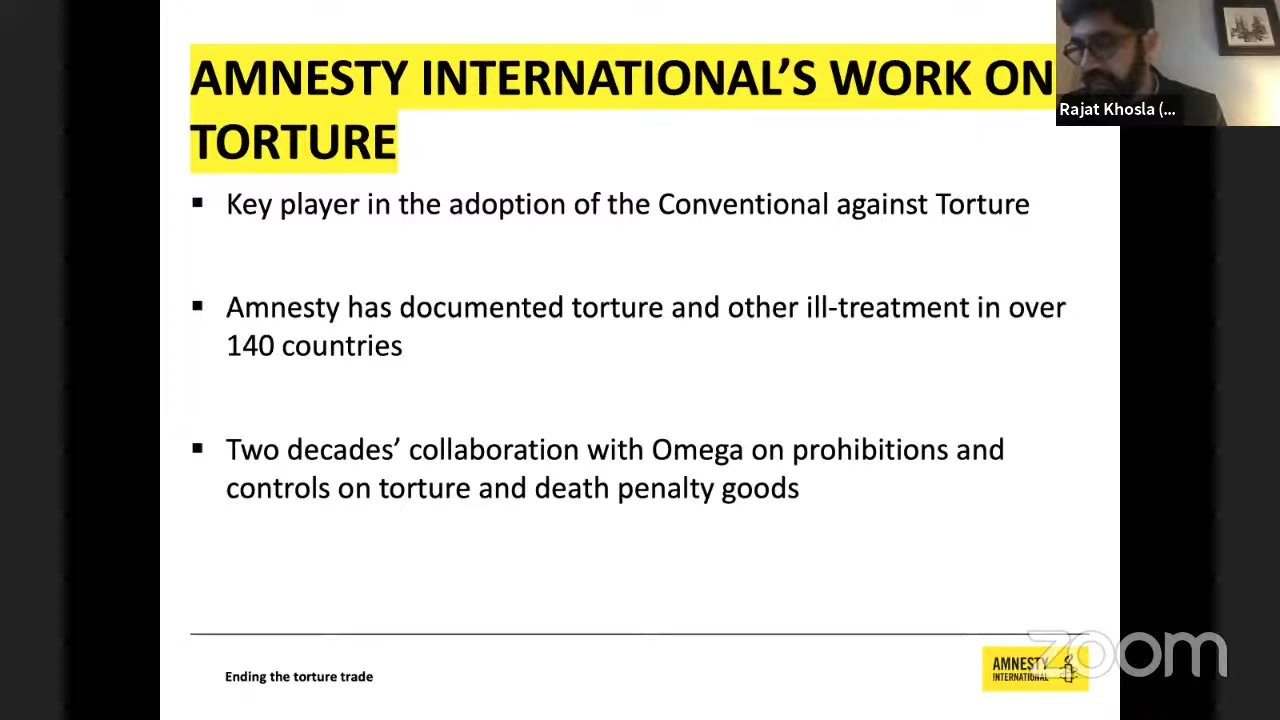 AMNESTY INTERNATIONAL’S WORK ON
TORTURE
Rajat Khosla (...
▪ Key player in the adoption of the Conventional against Torture
▪ Amnesty has documented torture and other ill-treatment in over
140 countries
▪ Two decades’ collaboration with Omega on prohibitions and
controls on torture and death penalty goods
Ending the torture trade
AMNESTY
INTERNATIONAL
zoom